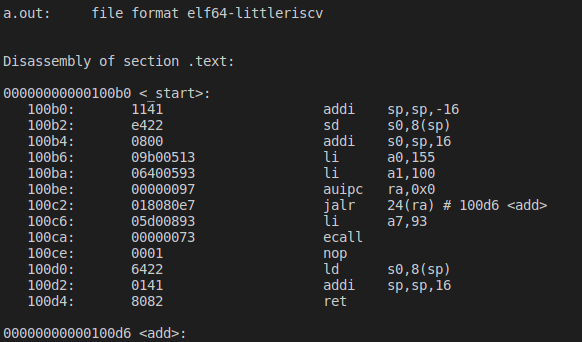 a.out:     file format elf64-littleriscv
Disassembly of section .text:
00000000000100b0 <_start>:
   100b0:	1141                	addi	sp,sp,-16
   100b2:	e422                	sd	s0,8(sp)
   100b4:	0800                	addi	s0,sp,16
   100b6:	09b00513          	li	a0,155
   100ba:	06400593          	li	a1,100
   100be:	00000097          	auipc	ra,0x0
   100c2:	018080e7          	jalr	24(ra) # 100d6 <add>
   100c6:	05d00893          	li	a7,93
   100ca:	00000073          	ecall
   100ce:	0001                	nop
   100d0:	6422                	ld	s0,8(sp)
   100d2:	0141                	addi	sp,sp,16
   100d4:	8082                	ret
00000000000100d6 <add>: